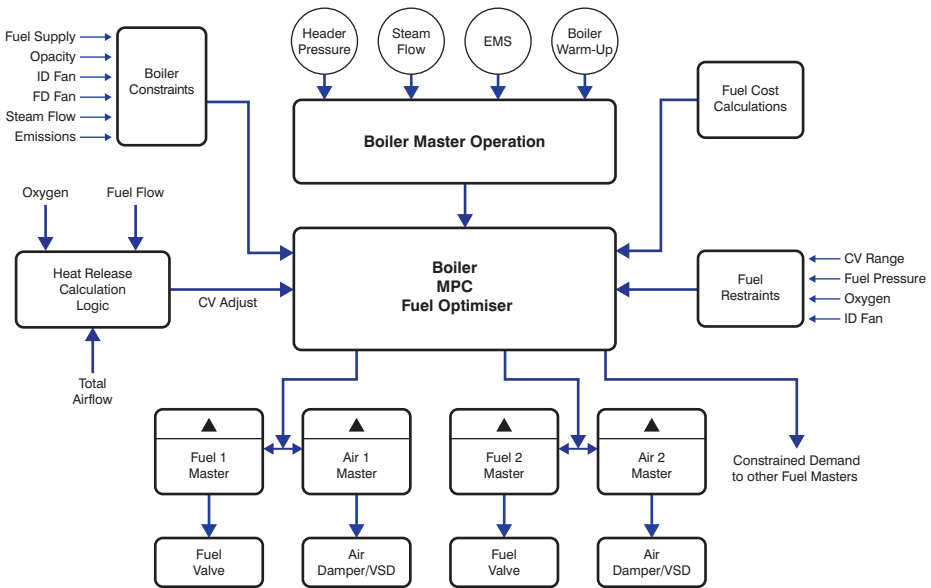 Fuel Supply
Opacity
ID Fan
FD Fan
Steam Flow
Emissions
Boiler
Constraints
Header
Pressure
Steam
Flow
EMS
Boiler
Warm-Up
Boiler Master Operation
Fuel Cost
Calculations
Oxygen
Fuel Flow
Heat Release
Calculation
Logic
CV Adjust
Total
Airflow
Boiler
MPC
Fuel Optimiser
Fuel
Restraints
CV Range
Fuel Pressure
Oxygen
ID Fan
Fuel 1
Master
Air 1
Master
Fuel 2
Master
Air 2
Master
Constrained Demand
to other Fuel Masters
Fuel
Valve
Air
Damper/VSD
Fuel
Valve
Air
Damper/VSD